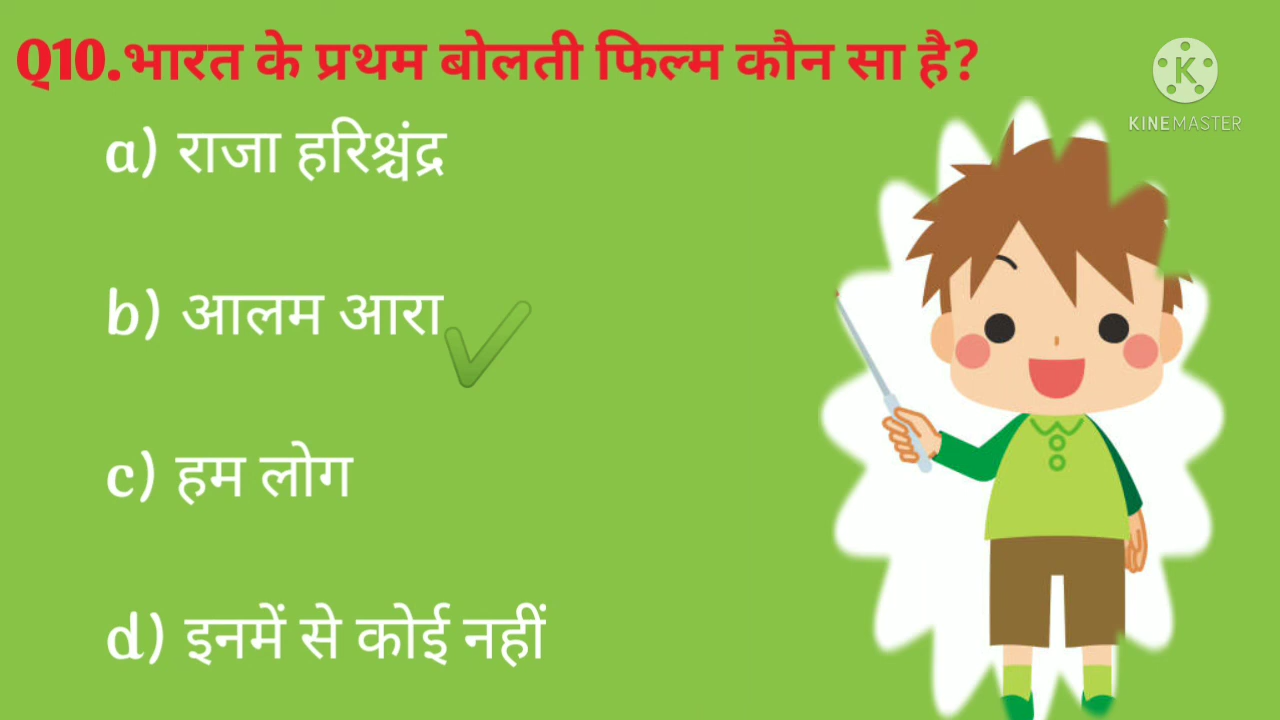 Q10.भारत के प्रथम बोलती फिल्म कौन सा है?
a) राजा हरिश्चंद्र
b) आलम आरा
c) हम लोग
d) इनमें से कोई नहीं
K
KINEMASTER